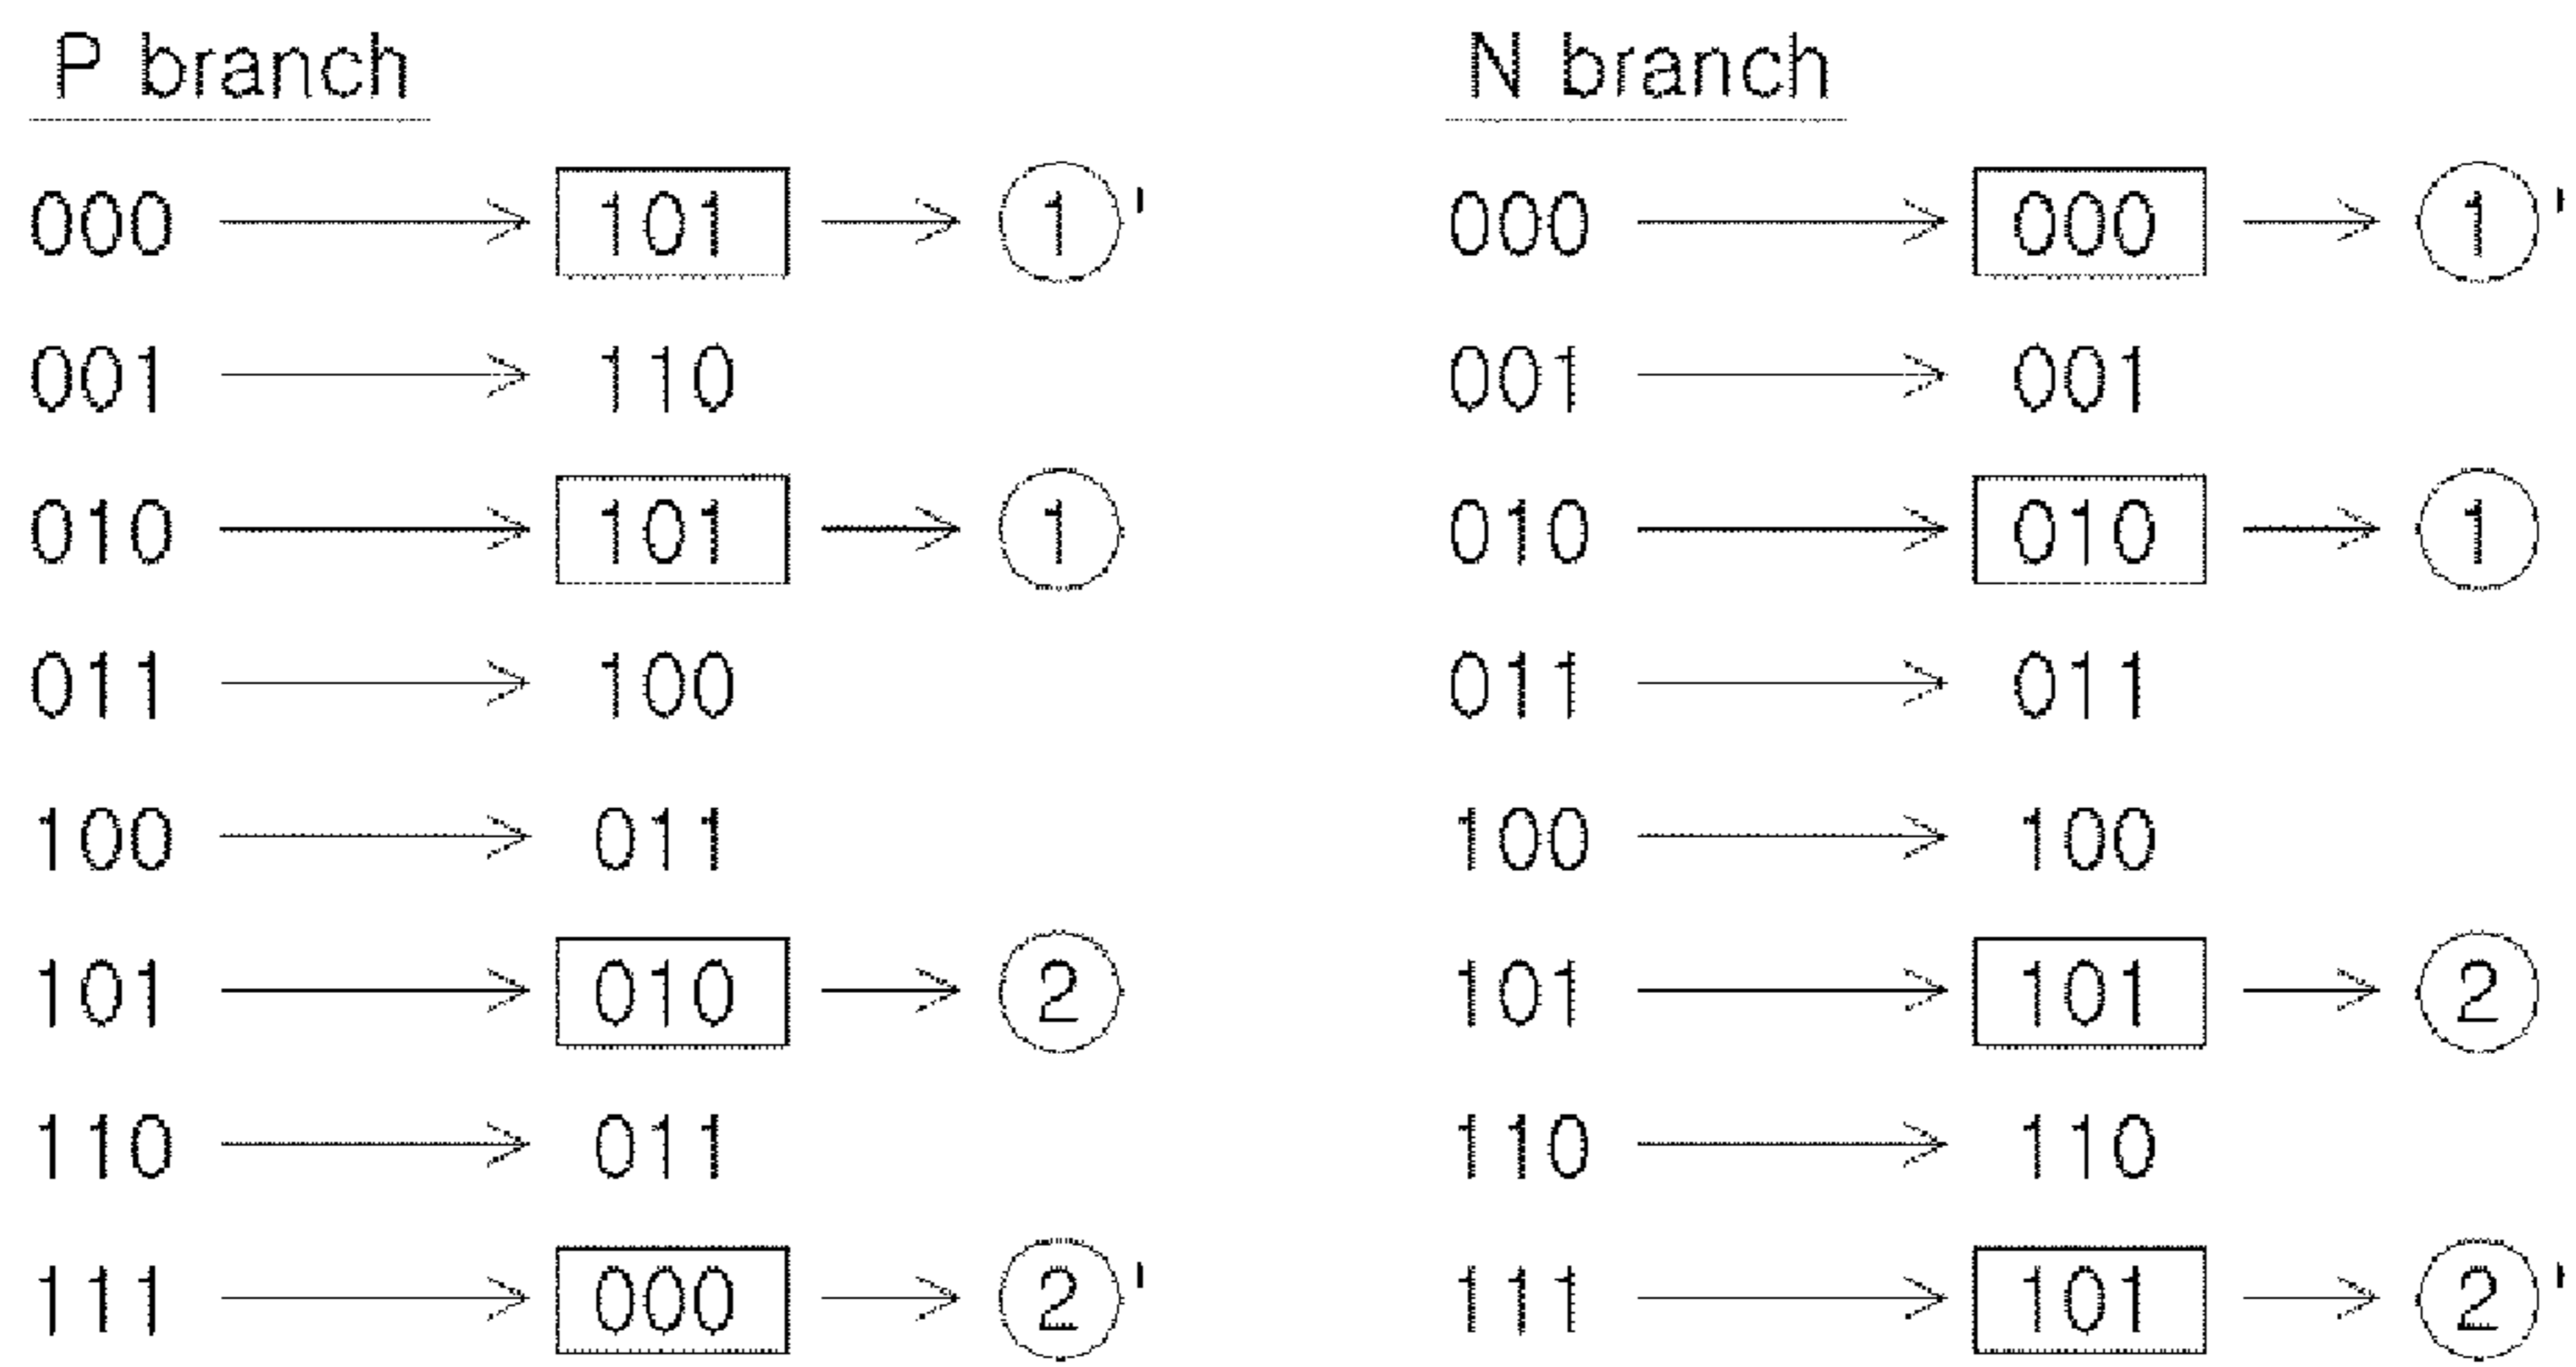 P branch N branch
000 → 101 → ①' 000 → 000 → ①'
001 → 110 001 → 001
010 → 101 → ① 010 → 010 → ①
011 → 100 011 → 011
100 → 011 100 → 100
101 → 010 → ② 101 → 101 → ②
110 → 011 110 → 110
111 → 000 → ②' 111 → 101 → ②'